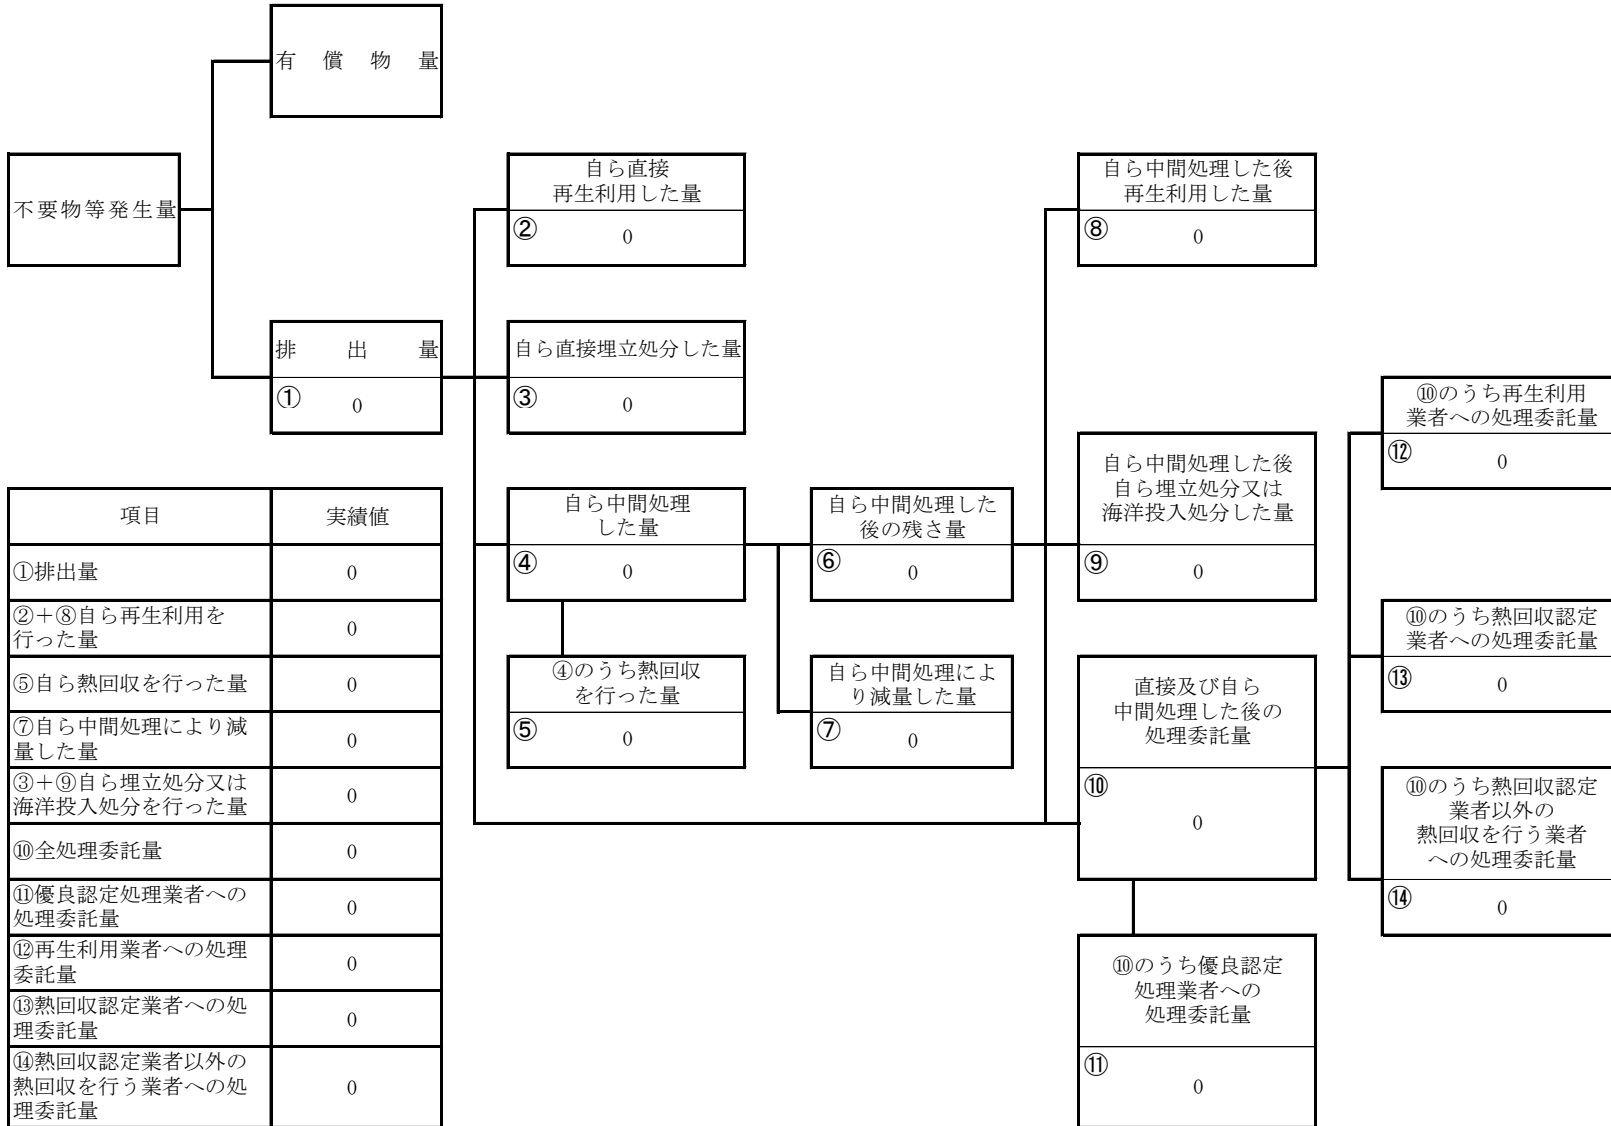 有償物量
不要物等発生量
自ら直接
再生利用した量
②
0
自ら中間処理した後
再生利用した量
⑧
0
排出量
①
0
自ら直接埋立処分した量
③
0
⑩のうち再生利用
業者への処理委託量
⑫
0
自ら中間処理
した量
④
0
自ら中間処理した
後の残さ量
⑥
0
自ら中間処理した後
自ら埋立処分又は
海洋投入処分した量
⑨
0
⑩のうち熱回収認定
業者への処理委託量
⑬
0
④のうち熱回収
を行った量
⑤
0
自ら中間処理によ
り減量した量
⑦
0
直接及び自ら
中間処理した後の
処理委託量
⑩
0
⑩のうち熱回収認定
業者以外の
熱回収を行う業者
への処理委託量
⑭
0
⑩のうち優良認定
処理業者への
処理委託量
⑪
0
項目 実績値
①排出量 0
②＋⑧自ら再生利用を
行った量 0
⑤自ら熱回収を行った量 0
⑦自ら中間処理により減
量した量 0
③＋⑨自ら埋立処分又は
海洋投入処分を行った量 0
⑩全処理委託量 0
⑪優良認定処理業者への
処理委託量 0
⑫再生利用業者への処理
委託量 0
⑬熱回収認定業者への処
理委託量 0
⑭熱回収認定業者以外の
熱回収を行う業者への処
理委託量 0